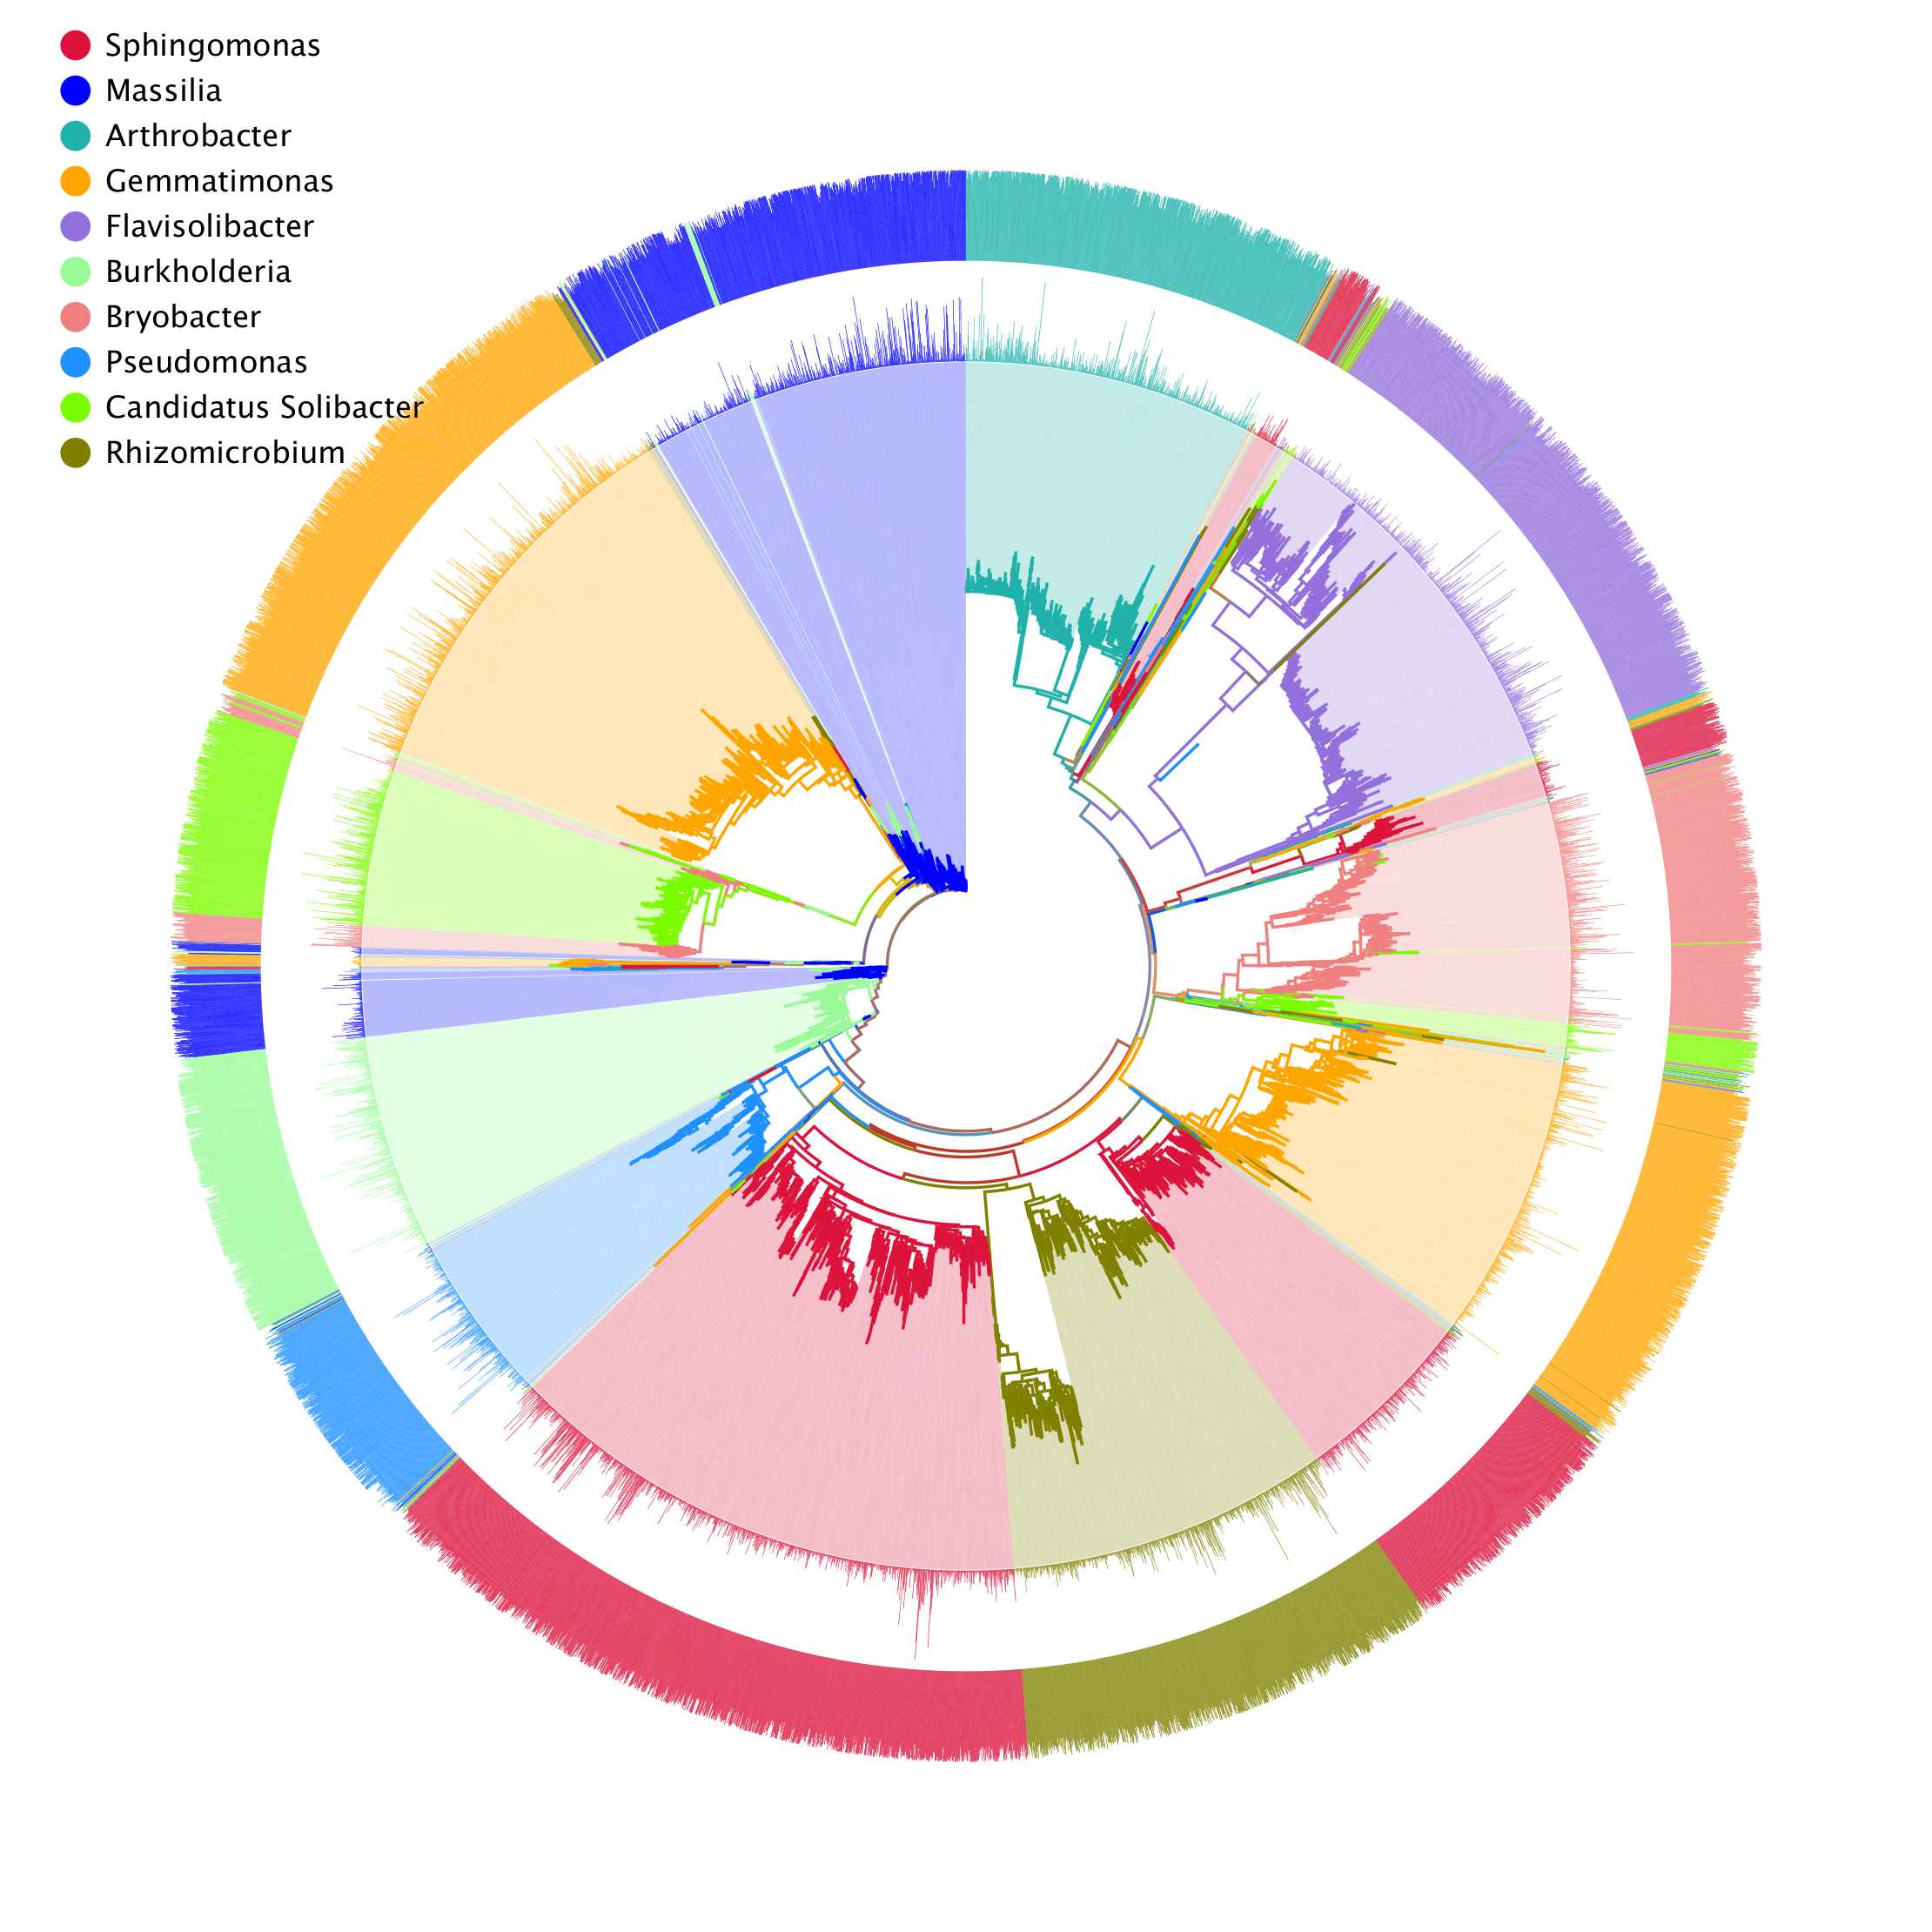 Sphingomonas
Massilia
Arthrobacter
Gemmatimonas
Flavisolibacter
Burkholderia
Bryobacter
Pseudomonas
Candidatus Solibacter
Rhizomicrobium